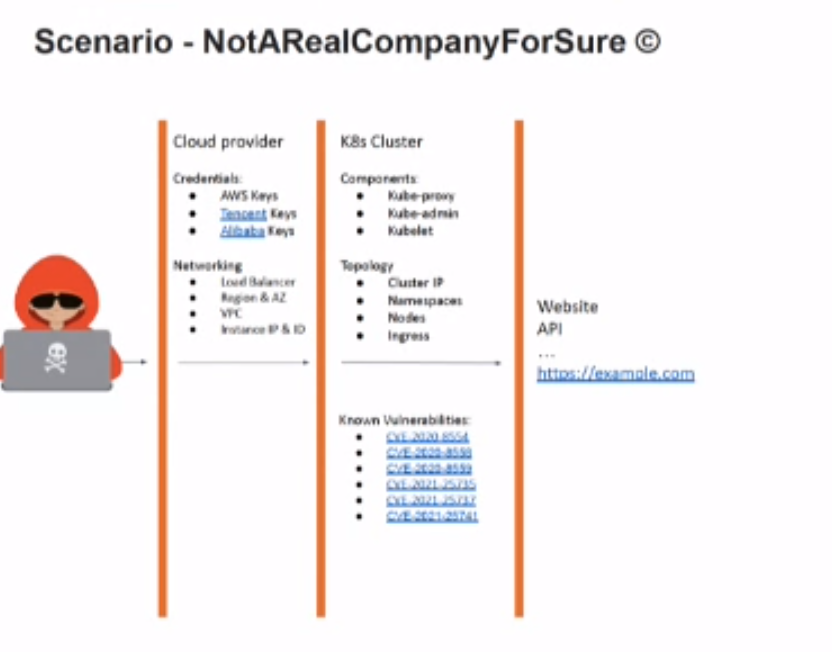 Scenario - NotARealCompanyForSure ©
Cloud provider
Credentials:
AWS Keys
Tencent Keys
Alibaba Keys
Networking
Load Balancer
Region & AZ
VPC
Instance IP & ID
K8s Cluster
Components:
Kube-proxy
Kube-admin
Kubelet
Topology
Cluster IP
Namespaces
Nodes
Ingress
Known Vulnerabilities:
CVE-2020-8554
CVE-2020-8558
CVE-2020-8559
CVE-2021-25735
CVE-2021-25737
CVE-2021-25741
Website
API
...
https://example.com